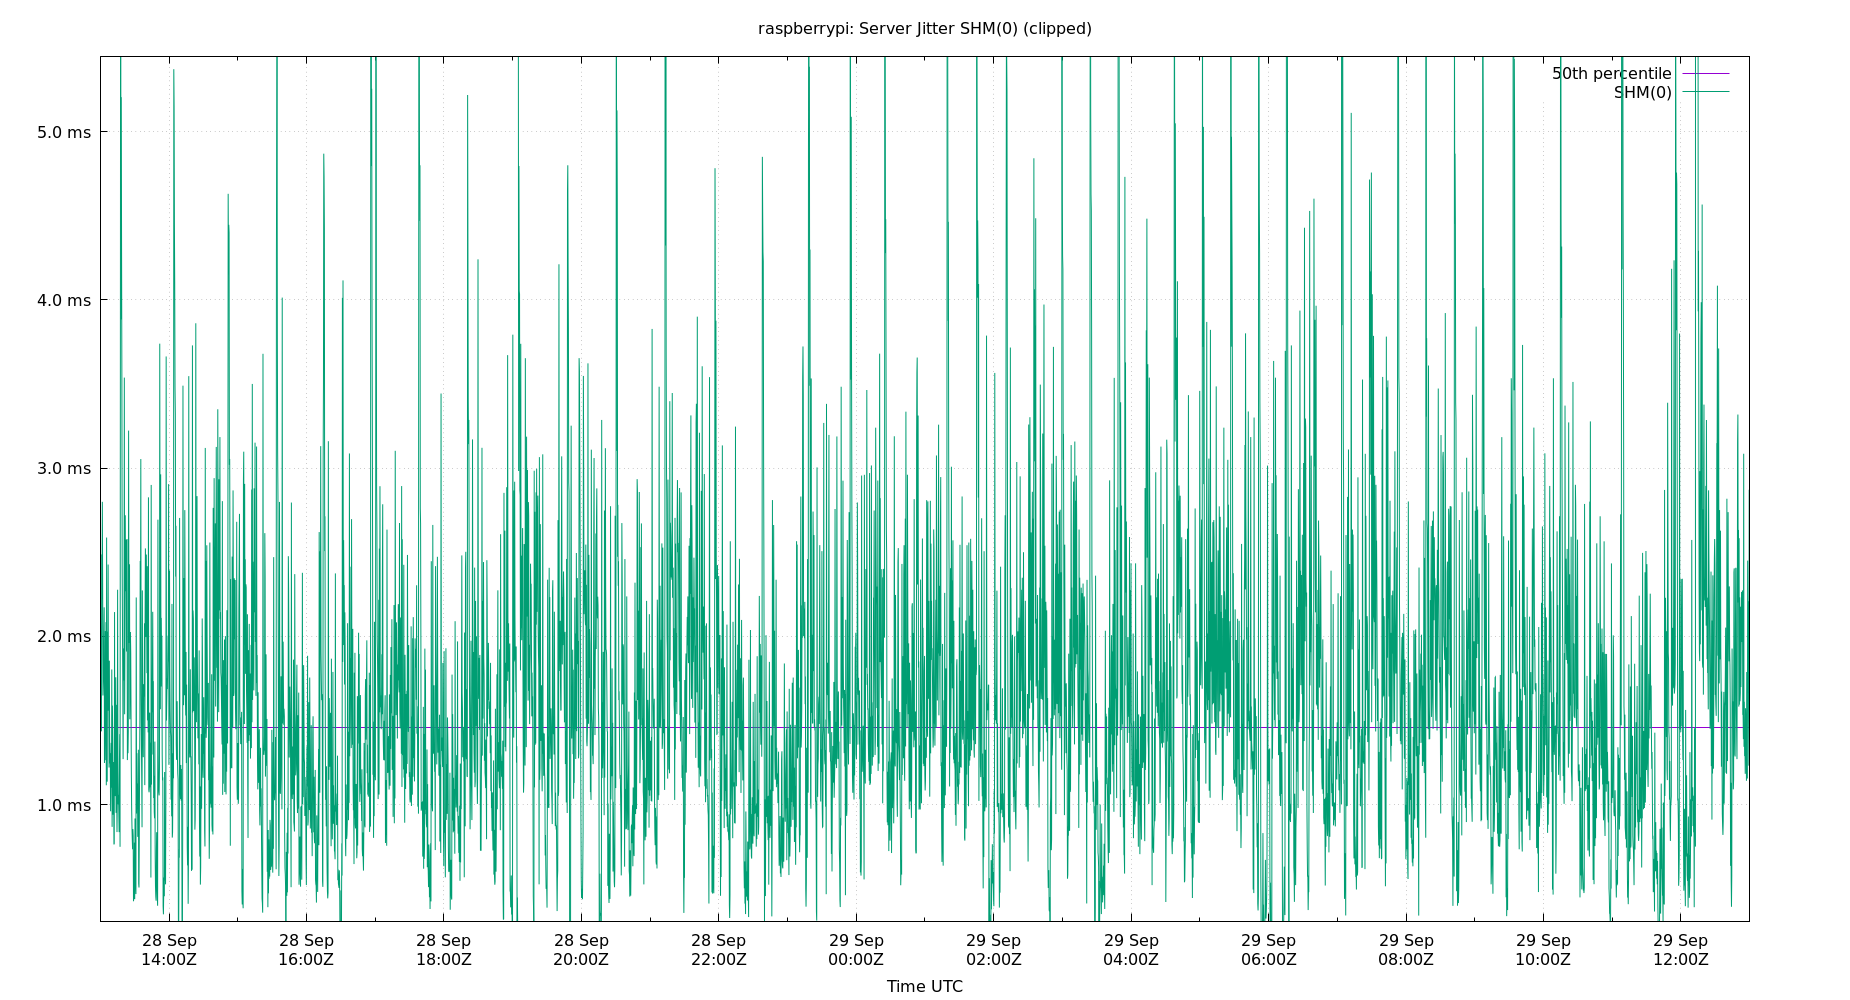 raspberrypi: Server Jitter SHM(0) (clipped)
50th percentile
SHM(0)
5.0 ms
4.0 ms
3.0 ms
2.0 ms
1.0 ms
28 Sep 28 Sep 28 Sep 28 Sep 28 Sep 29 Sep 29 Sep 29 Sep 29 Sep 29 Sep 29 Sep 29 Sep
14:00Z 16:00Z 18:00Z 20:00Z 22:00Z 00:00Z 02:00Z 04:00Z 06:00Z 08:00Z 10:00Z 12:00Z
Time UTC